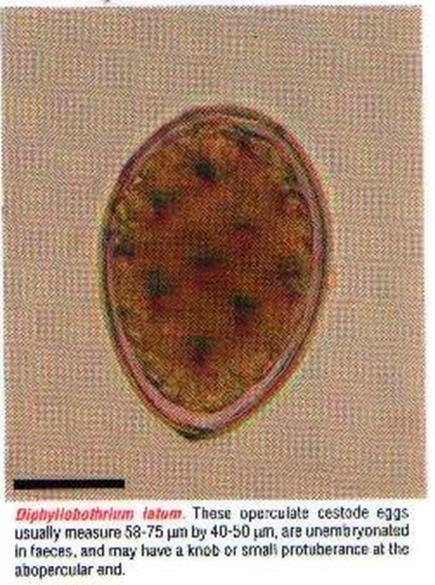 Diphyllobothrium latum. These operculate cestode eggs
usually measure 58-75 µm by 40-50 µm, are unembryonated
in faeces, and may have a knob or small protuberance at the
abopercular end.